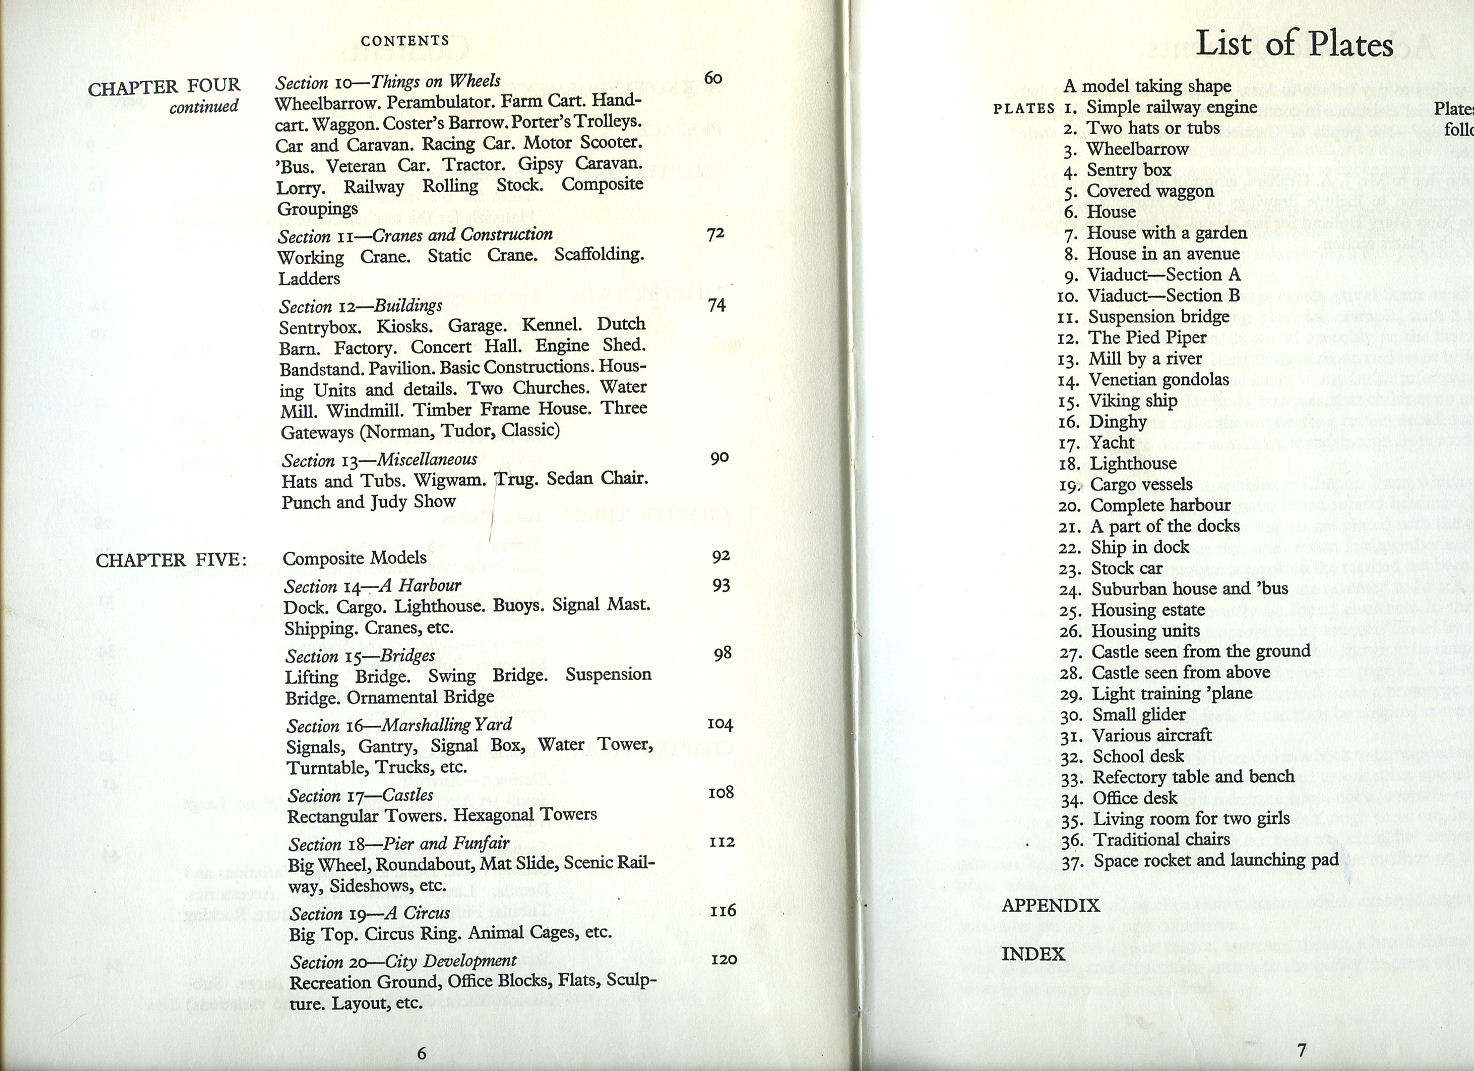 CONTENTS
CHAPTER FOUR
continued
Section 10—Things on Wheels 60
Wheelbarrow. Perambulator. Farm Cart. Hand-
cart. Waggon. Coster's Barrow. Porter's Trolleys.
Car and Caravan. Racing Car. Motor Scooter.
'Bus. Veteran Car. Tractor. Gipsy Caravan.
Lorry. Railway Rolling Stock. Composite
Groupings
Section 11—Cranes and Construction 72
Working Crane. Static Crane. Scaffolding.
Ladders
Section 12—Buildings 74
Sentrybox. Kiosks. Garage. Kennel. Dutch
Barn. Factory. Concert Hall. Engine Shed.
Bandstand. Pavilion. Basic Constructions. Hous-
ing Units and details. Two Churches. Water
Mill. Windmill. Timber Frame House. Three
Gateways (Norman, Tudor, Classic)
Section 13—Miscellaneous 90
Hats and Tubs. Wigwam. Trug. Sedan Chair.
Punch and Judy Show
CHAPTER FIVE: Composite Models 92
Section 14—A Harbour 93
Dock. Cargo. Lighthouse. Buoys. Signal Mast.
Shipping. Cranes, etc.
Section 15—Bridges 98
Lifting Bridge. Swing Bridge. Suspension
Bridge. Ornamental Bridge
Section 16—Marshalling Yard 104
Signals, Gantry, Signal Box, Water Tower,
Turntable, Trucks, etc.
Section 17—Castles 108
Rectangular Towers. Hexagonal Towers
Section 18—Pier and Funfair 112
Big Wheel, Roundabout, Mat Slide, Scenic Rail-
way, Sideshows, etc.
Section 19—A Circus 116
Big Top. Circus Ring. Animal Cages, etc.
Section 20—City Development 120
Recreation Ground, Office Blocks, Flats, Sculp-
ture. Layout, etc.
6
List of Plates
A model taking shape
PLATES 1. Simple railway engine Plates
2. Two hats or tubs follo
3. Wheelbarrow
4. Sentry box
5. Covered waggon
6. House
7. House with a garden
8. House in an avenue
9. Viaduct—Section A
10. Viaduct—Section B
11. Suspension bridge
12. The Pied Piper
13. Mill by a river
14. Venetian gondolas
15. Viking ship
16. Dinghy
17. Yacht
18. Lighthouse
19. Cargo vessels
20. Complete harbour
21. A part of the docks
22. Ship in dock
23. Stock car
24. Suburban house and 'bus
25. Housing estate
26. Housing units
27. Castle seen from the ground
28. Castle seen from above
29. Light training 'plane
30. Small glider
31. Various aircraft
32. School desk
33. Refectory table and bench
34. Office desk
35. Living room for two girls
36. Traditional chairs
37. Space rocket and launching pad
APPENDIX
INDEX
7